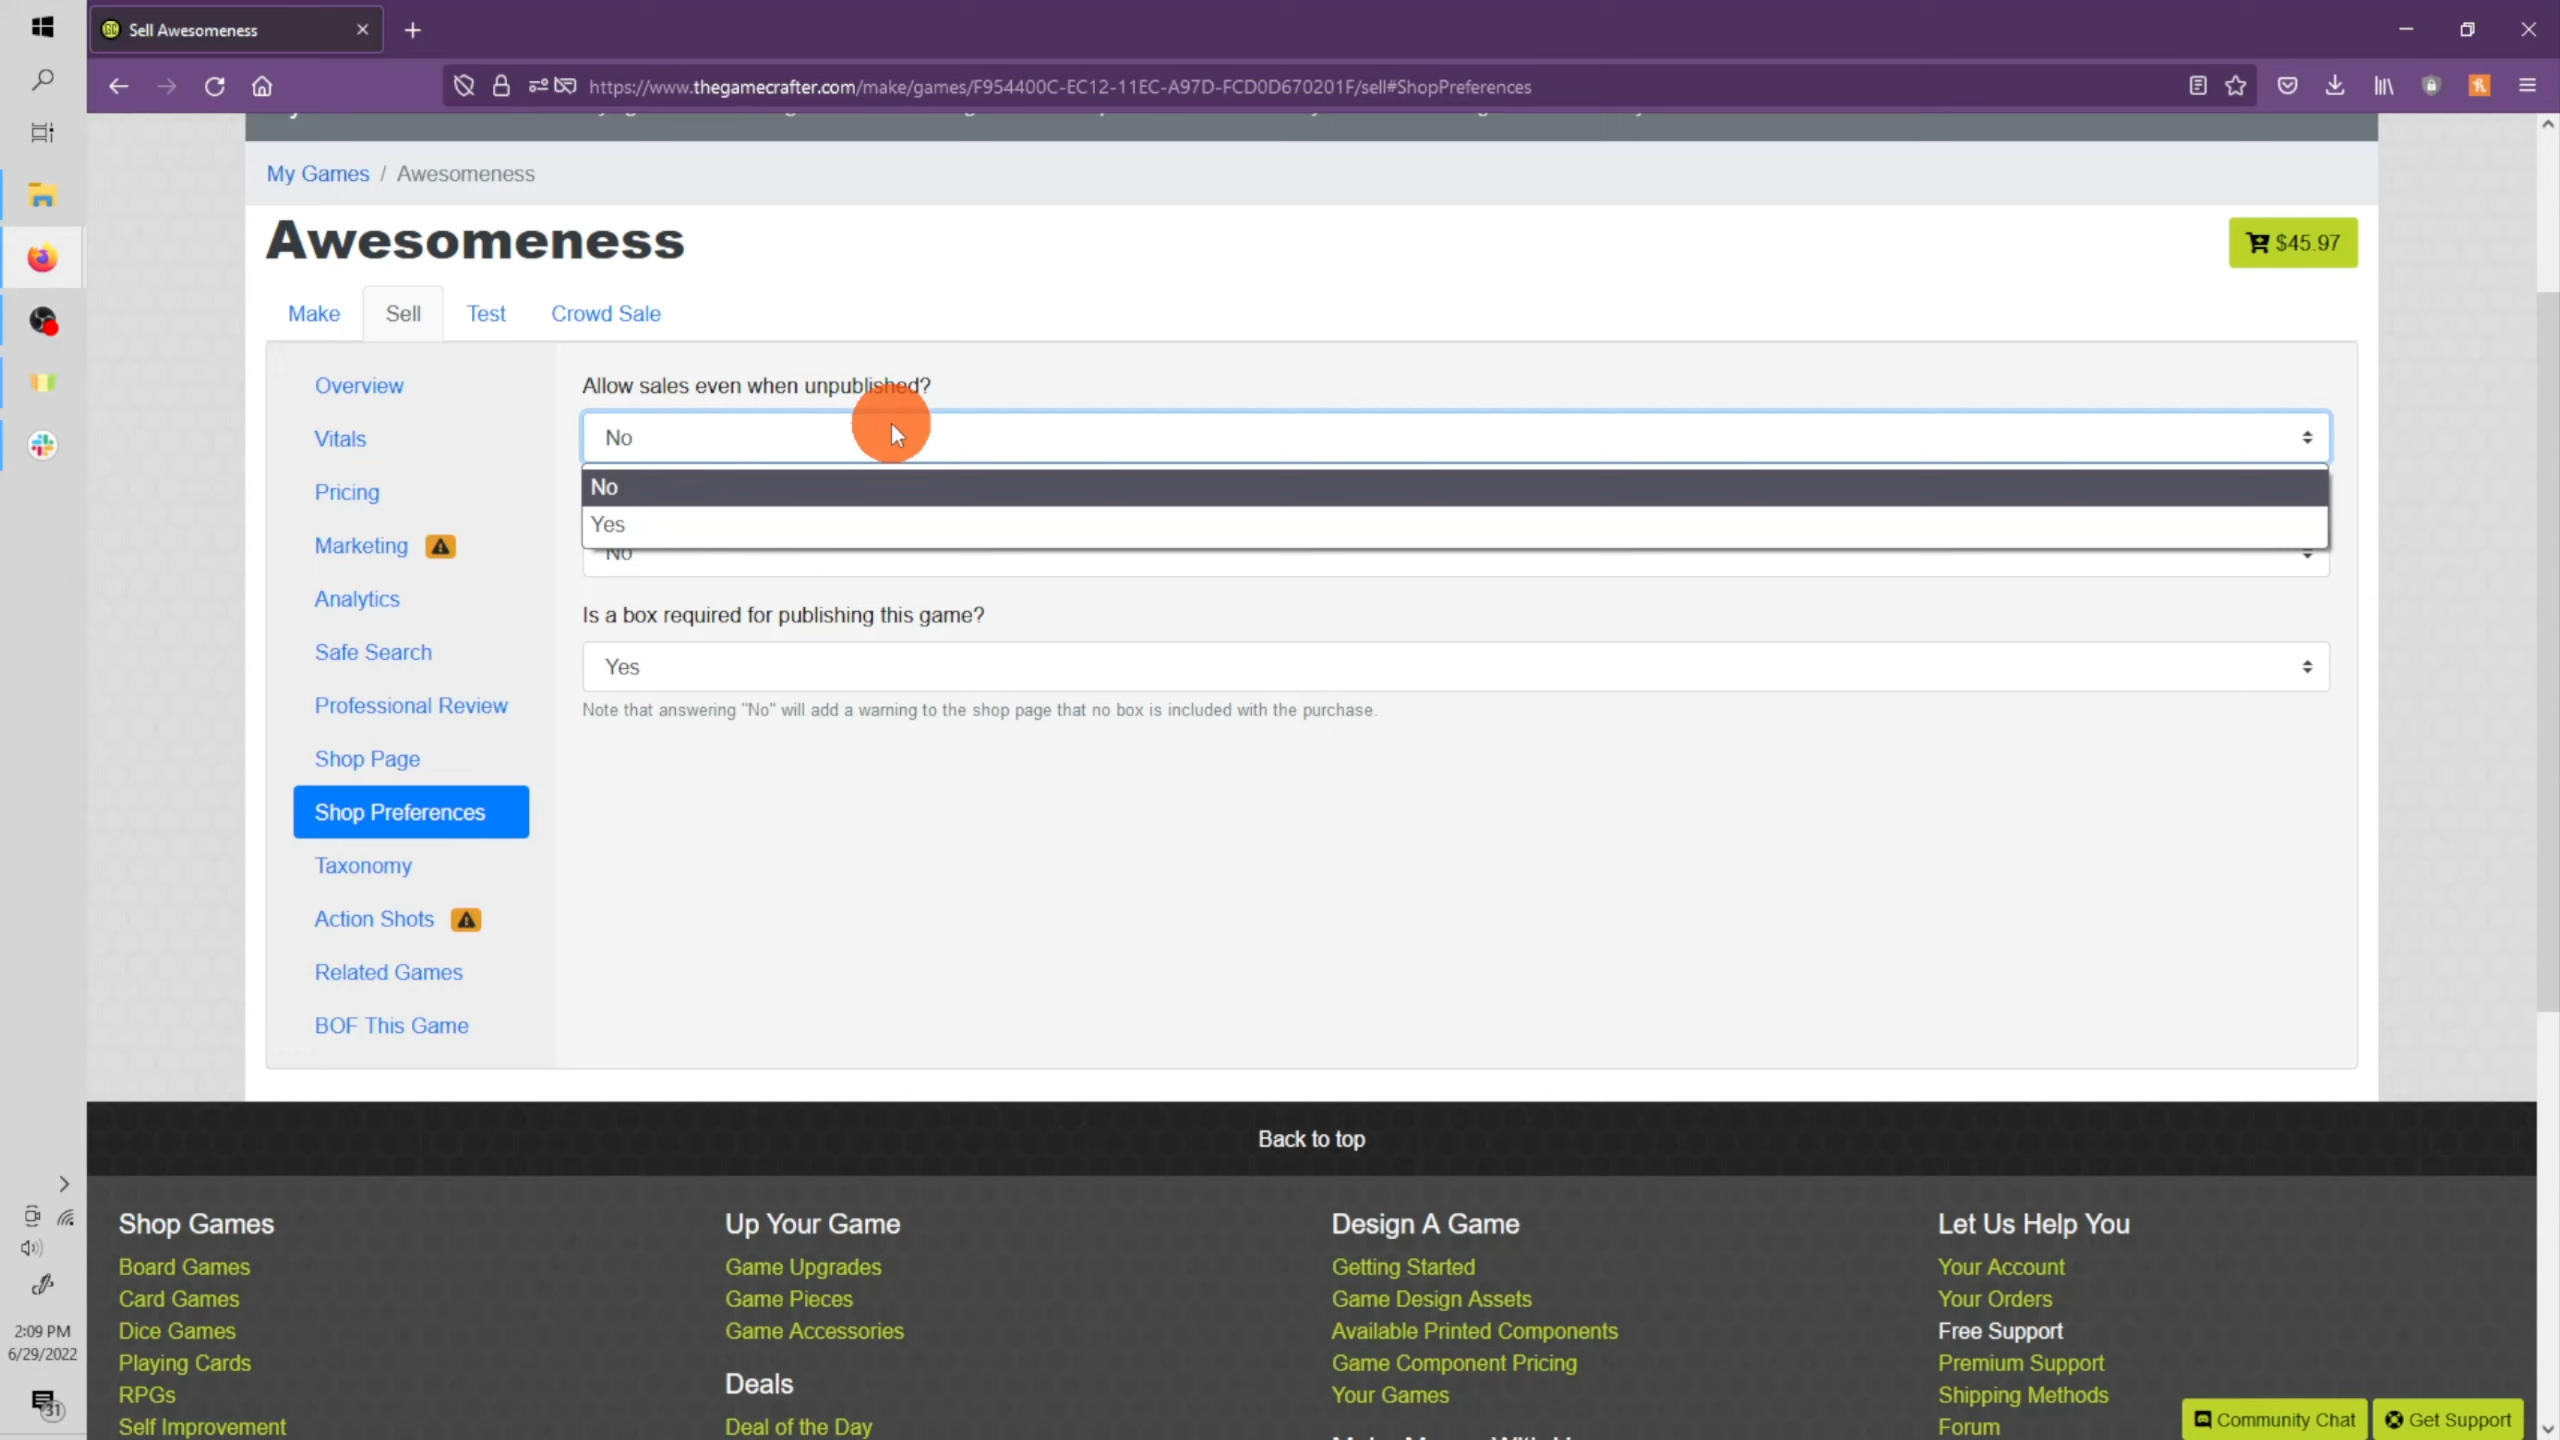 Sell Awesomeness
https://www.thegamecrafter.com/make/games/F954400C-EC12-11EC-A97D-FCD0D670201F/sell#ShopPreferences
My Games / Awesomeness
Awesomeness
$45.97
Make Sell Test Crowd Sale
Overview
Vitals
Pricing
Marketing
Analytics
Safe Search
Professional Review
Shop Page
Shop Preferences
Taxonomy
Action Shots
Related Games
BOF This Game
Allow sales even when unpublished?
No
No
Yes
No
Is a box required for publishing this game?
Yes
Note that answering "No" will add a warning to the shop page that no box is included with the purchase.
Back to top
Shop Games
Board Games
Card Games
Dice Games
Playing Cards
RPGs
Self Improvement
Up Your Game
Game Upgrades
Game Pieces
Game Accessories
Deals
Deal of the Day
Design A Game
Getting Started
Game Design Assets
Available Printed Components
Game Component Pricing
Your Games
Let Us Help You
Your Account
Your Orders
Free Support
Premium Support
Shipping Methods
Forum
Community Chat
Get Support
2:09 PM
6/29/2022
31